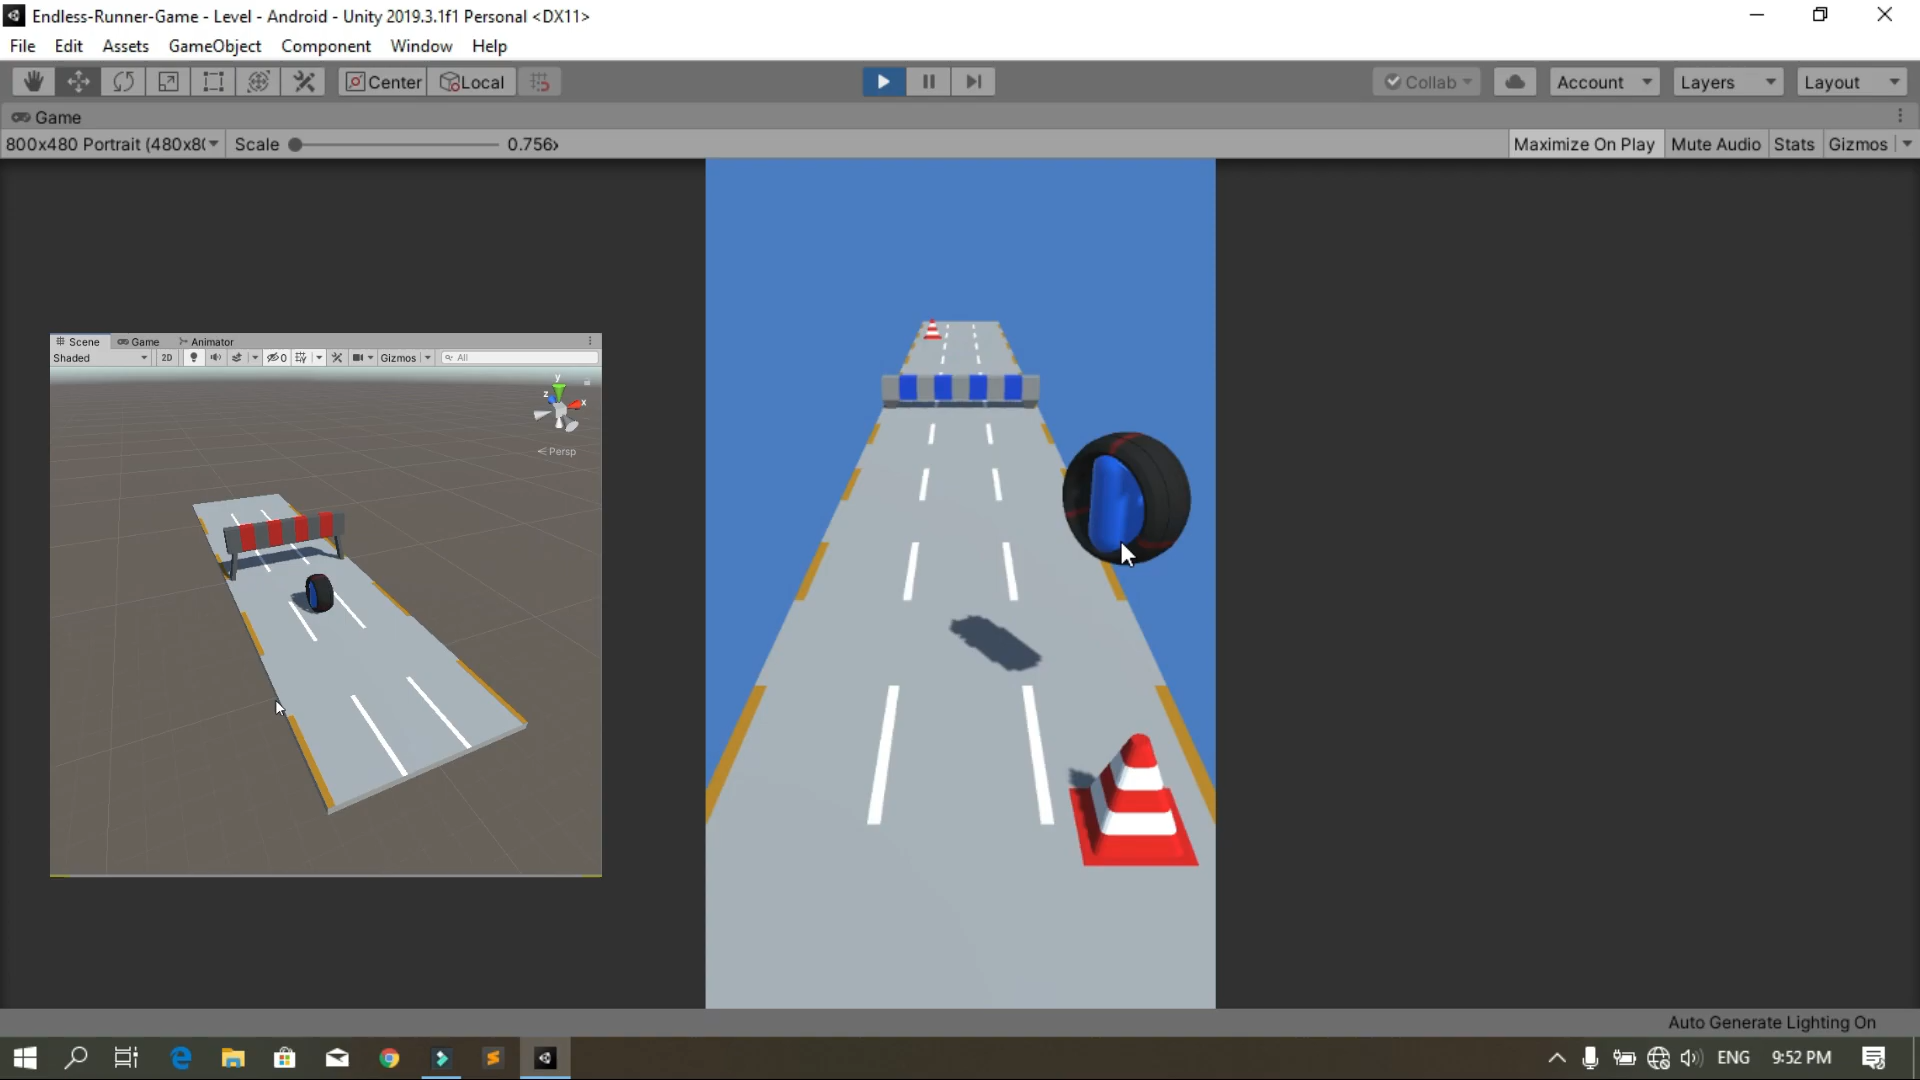 Endless-Runner-Game - Level - Android - Unity 2019.3.1f1 Personal <DX11>
File Edit Assets GameObject Component Window Help
Center Local Collab Account Layers Layout
Game
800x480 Portrait (480x8( Scale 0.756x Maximize On Play Mute Audio Stats Gizmos
Scene Game Animator
Shaded 2D 0 Gizmos All
y
z x
Persp
Auto Generate Lighting On
ENG 9:52 PM